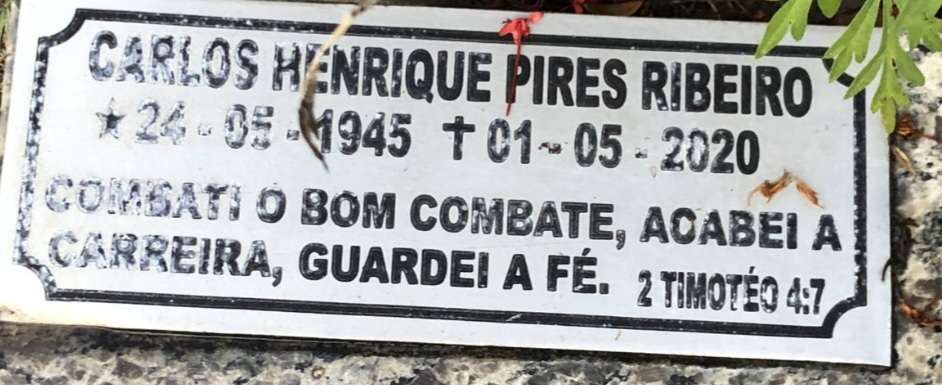 CARLOS HENRIQUE PIRES RIBEIRO
★ 24 - 05 - 1945 ✝ 01 - 05 - 2020
COMBATI O BOM COMBATE, ACABEI A
CARREIRA, GUARDEI A FÉ. 2 TIMOTÉO 4:7